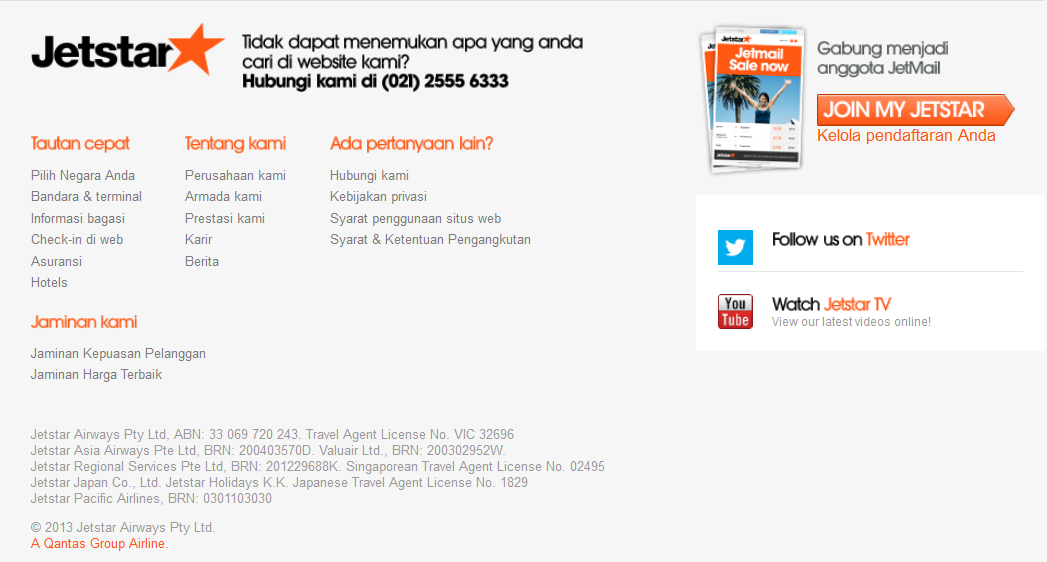 Jetstar
Tidak dapat menemukan apa yang anda
cari di website kami?
Hubungi kami di (021) 2555 6333
Jetstar
Jetmail
Sale now
Jetstar
Gabung menjadi
anggota JetMail
JOIN MY JETSTAR
Kelola pendaftaran Anda
Tautan cepat
Pilih Negara Anda
Bandara & terminal
Informasi bagasi
Check-in di web
Asuransi
Hotels
Tentang kami
Perusahaan kami
Armada kami
Prestasi kami
Karir
Berita
Ada pertanyaan lain?
Hubungi kami
Kebijakan privasi
Syarat penggunaan situs web
Syarat & Ketentuan Pengangkutan
Follow us on Twitter
You
Tube
Watch Jetstar TV
View our latest videos online!
Jaminan kami
Jaminan Kepuasan Pelanggan
Jaminan Harga Terbaik
Jetstar Airways Pty Ltd, ABN: 33 069 720 243. Travel Agent License No. VIC 32696
Jetstar Asia Airways Pte Ltd, BRN: 200403570D. Valuair Ltd., BRN: 200302952W.
Jetstar Regional Services Pte Ltd, BRN: 201229688K. Singaporean Travel Agent License No. 02495
Jetstar Japan Co., Ltd. Jetstar Holidays K.K. Japanese Travel Agent License No. 1829
Jetstar Pacific Airlines, BRN: 0301103030
© 2013 Jetstar Airways Pty Ltd.
A Qantas Group Airline.